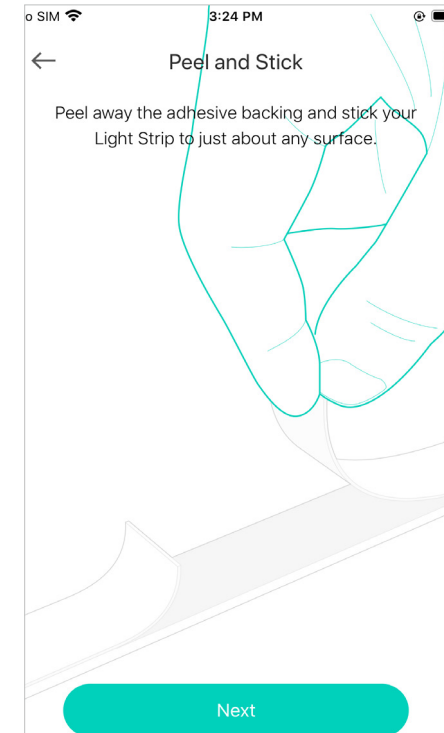 o SIM 3:24 PM
Peel and Stick
Peel away the adhesive backing and stick your
Light Strip to just about any surface.
Next